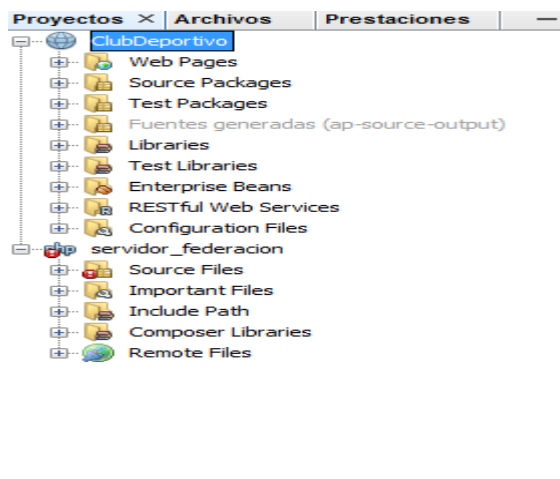 Proyectos × Archivos Prestaciones —
ClubDeportivo
Web Pages
Source Packages
Test Packages
Fuentes generadas (ap-source-output)
Libraries
Test Libraries
Enterprise Beans
RESTful Web Services
Configuration Files
php servidor_federacion
Source Files
Important Files
Include Path
Composer Libraries
Remote Files